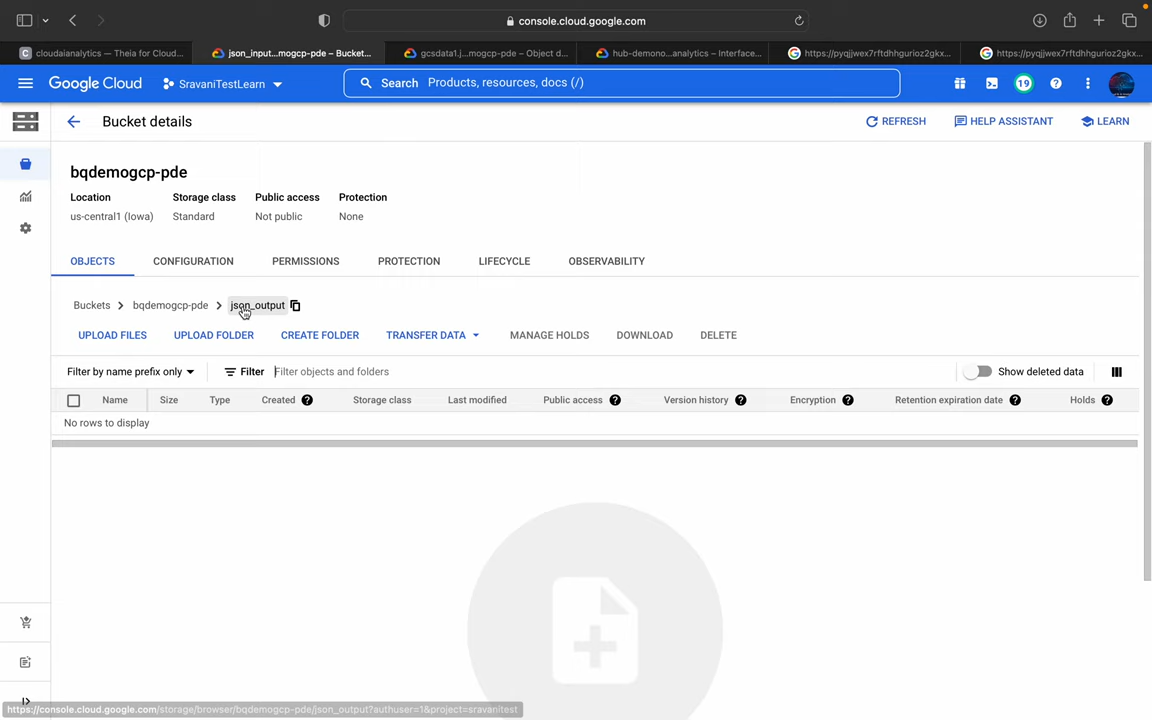 console.cloud.google.com
cloudaianalytics – Theia for Cloud...
json_input...mogcp-pde – Bucket...
gcsdata1.j...mogcp-pde – Object d...
hub-demono...analytics – Interface...
https://pyqjjwex7rftdhhgurioz2gkx...
https://pyqjjwex7rftdhhgurioz2gkx...
Google Cloud
SravaniTestLearn
Search Products, resources, docs (/)
19
Bucket details
REFRESH
HELP ASSISTANT
LEARN
bqdemogcp-pde
Location Storage class Public access Protection
us-central1 (Iowa) Standard Not public None
OBJECTS CONFIGURATION PERMISSIONS PROTECTION LIFECYCLE OBSERVABILITY
Buckets > bqdemogcp-pde > json_output
UPLOAD FILES UPLOAD FOLDER CREATE FOLDER TRANSFER DATA MANAGE HOLDS DOWNLOAD DELETE
Filter by name prefix only Filter Filter objects and folders Show deleted data
Name Size Type Created Storage class Last modified Public access Version history Encryption Retention expiration date Holds
No rows to display
https://console.cloud.google.com/storage/browser/bqdemogcp-pde/json_output?authuser=1&project=sravanitest